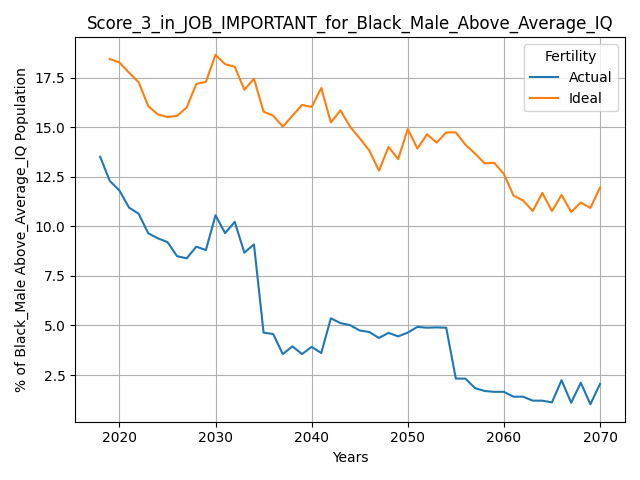 Score_3_in_JOB_IMPORTANT_for_Black_Male_Above_Average_IQ
% of Black_Male Above_Average_IQ Population
17.5
15.0
12.5
10.0
7.5
5.0
2.5
Fertility
Actual
Ideal
2020 2030 2040 2050 2060 2070
Years